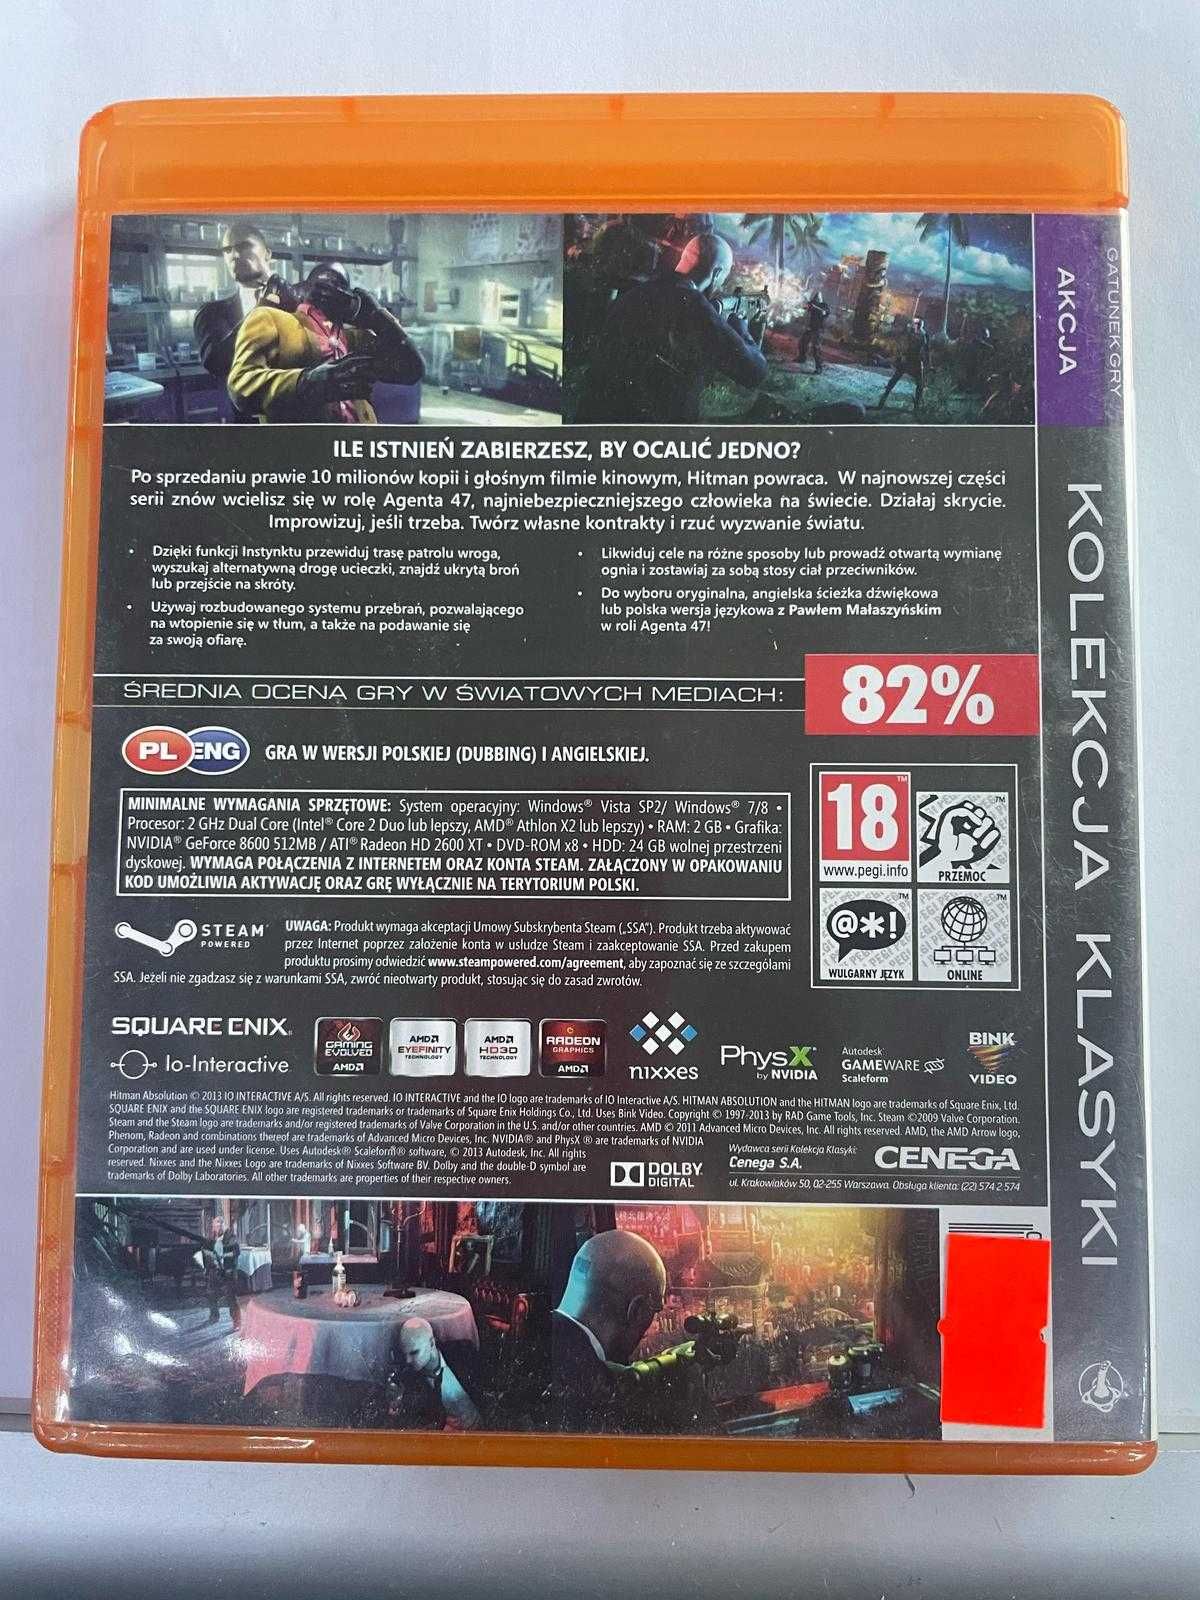 ILE ISTNIEŃ ZABIERZESZ, BY OCALIĆ JEDNO?
Po sprzedaniu prawie 10 milionów kopii i głośnym filmie kinowym, Hitman powraca. W najnowszej części
serii znów wcielisz się w rolę Agenta 47, najniebezpieczniejszego człowieka na świecie. Działaj skrycie.
Improwizuj, jeśli trzeba. Twórz własne kontrakty i rzuć wyzwanie światu.
• Dzięki funkcji Instynktu przewiduj trasę patrolu wroga,
wyszukaj alternatywną drogę ucieczki, znajdź ukrytą broń
lub przejście na skróty.
• Używaj rozbudowanego systemu przebrań, pozwalającego
na wtopienie się w tłum, a także na podawanie się
za swoją ofiarę.
• Likwiduj cele na różne sposoby lub prowadź otwartą wymianę
ognia i zostawiaj za sobą stosy ciał przeciwników.
• Do wyboru oryginalna, angielska ścieżka dźwiękowa
lub polska wersja językowa z Pawłem Małaszyńskim
w roli Agenta 47!
ŚREDNIA OCENA GRY W ŚWIATOWYCH MEDIACH:
82%
PL ENG
GRA W WERSJI POLSKIEJ (DUBBING) I ANGIELSKIEJ.
MINIMALNE WYMAGANIA SPRZĘTOWE: System operacyjny: Windows® Vista SP2/ Windows® 7/8 •
Procesor: 2 GHz Dual Core (Intel® Core 2 Duo lub lepszy, AMD® Athlon X2 lub lepszy) • RAM: 2 GB • Grafika:
NVIDIA® GeForce 8600 512MB / ATI® Radeon HD 2600 XT • DVD-ROM x8 • HDD: 24 GB wolnej przestrzeni
dyskowej. WYMAGA POŁĄCZENIA Z INTERNETEM ORAZ KONTA STEAM. ZAŁĄCZONY W OPAKOWANIU
KOD UMOŻLIWIA AKTYWACJĘ ORAZ GRĘ WYŁĄCZNIE NA TERYTORIUM POLSKI.
18™
www.pegi.info
PRZEMOC
@*!
WULGARNY JĘZYK
ONLINE
STEAM™
POWERED
UWAGA: Produkt wymaga akceptacji Umowy Subskrybenta Steam („SSA”). Produkt trzeba aktywować
przez Internet poprzez założenie konta w usłudze Steam i zaakceptowanie SSA. Przed zakupem
produktu prosimy odwiedzić www.steampowered.com/agreement, aby zapoznać się ze szczegółami
SSA. Jeżeli nie zgadzasz się z warunkami SSA, zwróć nieotwarty produkt, stosując się do zasad zwrotów.
SQUARE ENIX.
Io-Interactive
GAMING
EVOLVED
AMD
AMD
EYEFINITY
TECHNOLOGY
AMD
HD3D
TECHNOLOGY
RADEON
GRAPHICS
AMD
nixxes
PhysX™
by NVIDIA
Autodesk®
GAMEWARE
Scaleform
BINK
VIDEO
Hitman Absolution © 2013 IO INTERACTIVE A/S. All rights reserved. IO INTERACTIVE and the IO logo are trademarks of IO Interactive A/S. HITMAN ABSOLUTION and the HITMAN logo are trademarks of Square Enix, Ltd.
SQUARE ENIX and the SQUARE ENIX logo are registered trademarks or trademarks of Square Enix Holdings Co., Ltd. Uses Bink Video. Copyright © 1997-2013 by RAD Game Tools, Inc. Steam ©2009 Valve Corporation.
Steam and the Steam logo are trademarks and/or registered trademarks of Valve Corporation in the U.S. and/or other countries. AMD © 2011 Advanced Micro Devices, Inc. All rights reserved. AMD, the AMD Arrow logo,
Phenom, Radeon and combinations thereof are trademarks of Advanced Micro Devices, Inc. NVIDIA® and PhysX ® are trademarks of NVIDIA
Corporation and are used under license. Uses Autodesk® Scaleform® software, © 2013 Autodesk, Inc. All rights
reserved. Nixxes and the Nixxes Logo are trademarks of Nixxes Software BV. Dolby and the double-D symbol are
trademarks of Dolby Laboratories. All other trademarks are properties of their respective owners.
DOLBY
DIGITAL
Wydawca serii Kolekcja Klasyki:
Cenega S.A.
CENEGA
ul. Krakowiaków 50, 02-255 Warszawa. Obsługa klienta: (22) 574 2 574
GATUNEK GRY
AKCJA
KOLEKCJA KLASYKI